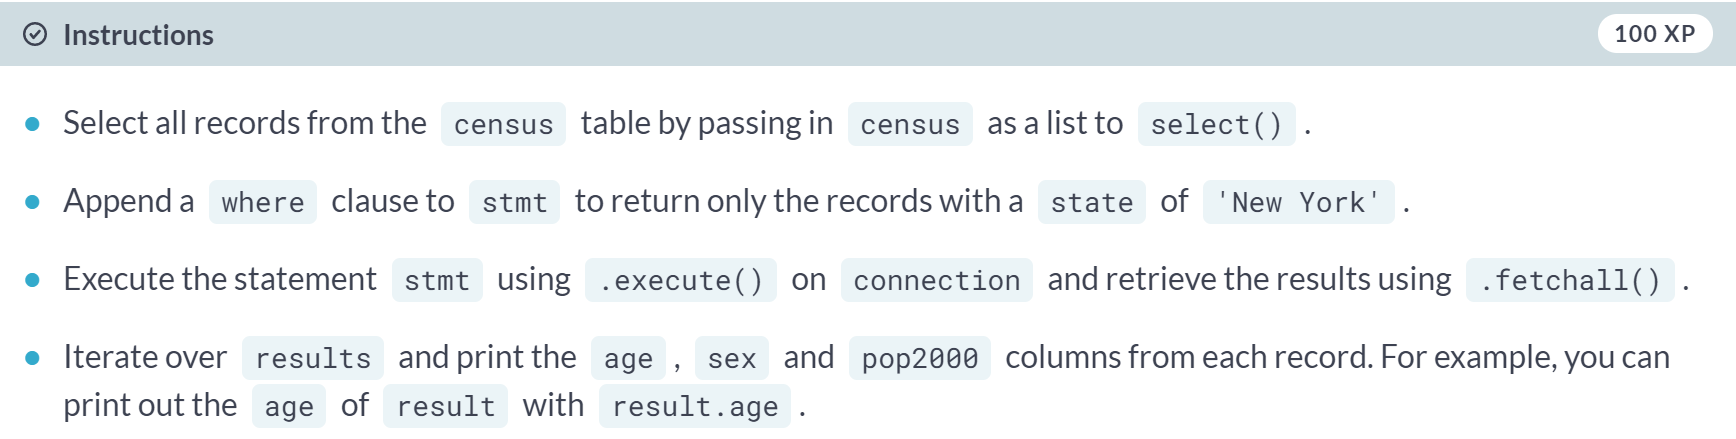 Instructions 100 XP
Select all records from the census table by passing in census as a list to select() .
Append a where clause to stmt to return only the records with a state of 'New York' .
Execute the statement stmt using .execute() on connection and retrieve the results using .fetchall() .
Iterate over results and print the age , sex and pop2000 columns from each record. For example, you can
print out the age of result with result.age .